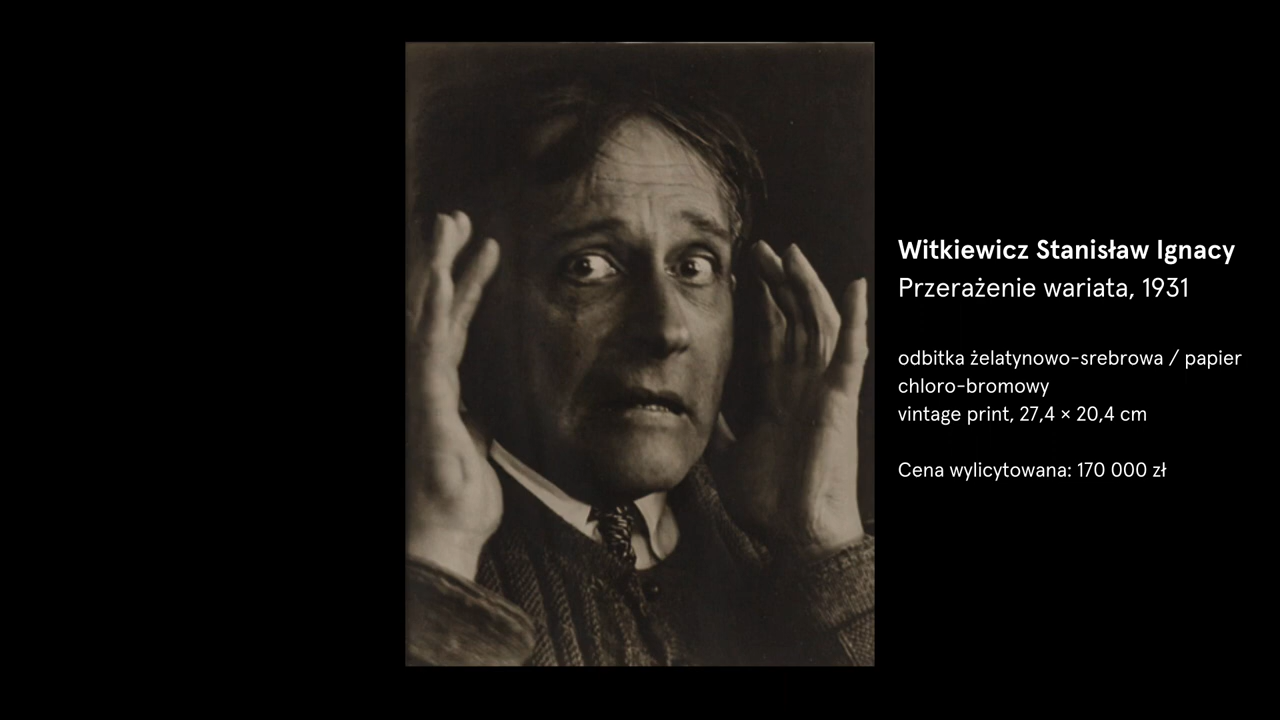 Witkiewicz Stanisław Ignacy
Przerażenie wariata, 1931
odbitka żelatynowo-srebrowa / papier
chloro-bromowy
vintage print, 27,4 × 20,4 cm
Cena wylicytowana: 170 000 zł